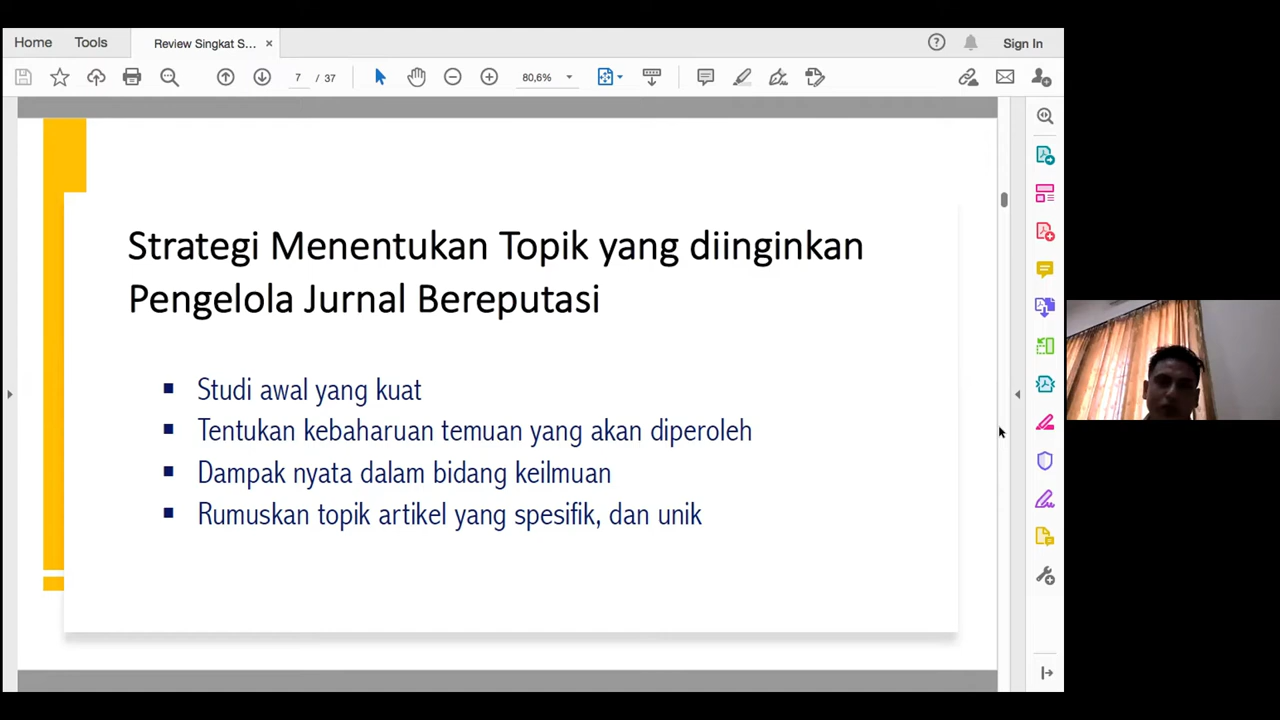 Home Tools Review Singkat S... × Sign In
7 / 37 80,6%
Strategi Menentukan Topik yang diinginkan
Pengelola Jurnal Bereputasi
▪ Studi awal yang kuat
▪ Tentukan kebaharuan temuan yang akan diperoleh
▪ Dampak nyata dalam bidang keilmuan
▪ Rumuskan topik artikel yang spesifik, dan unik